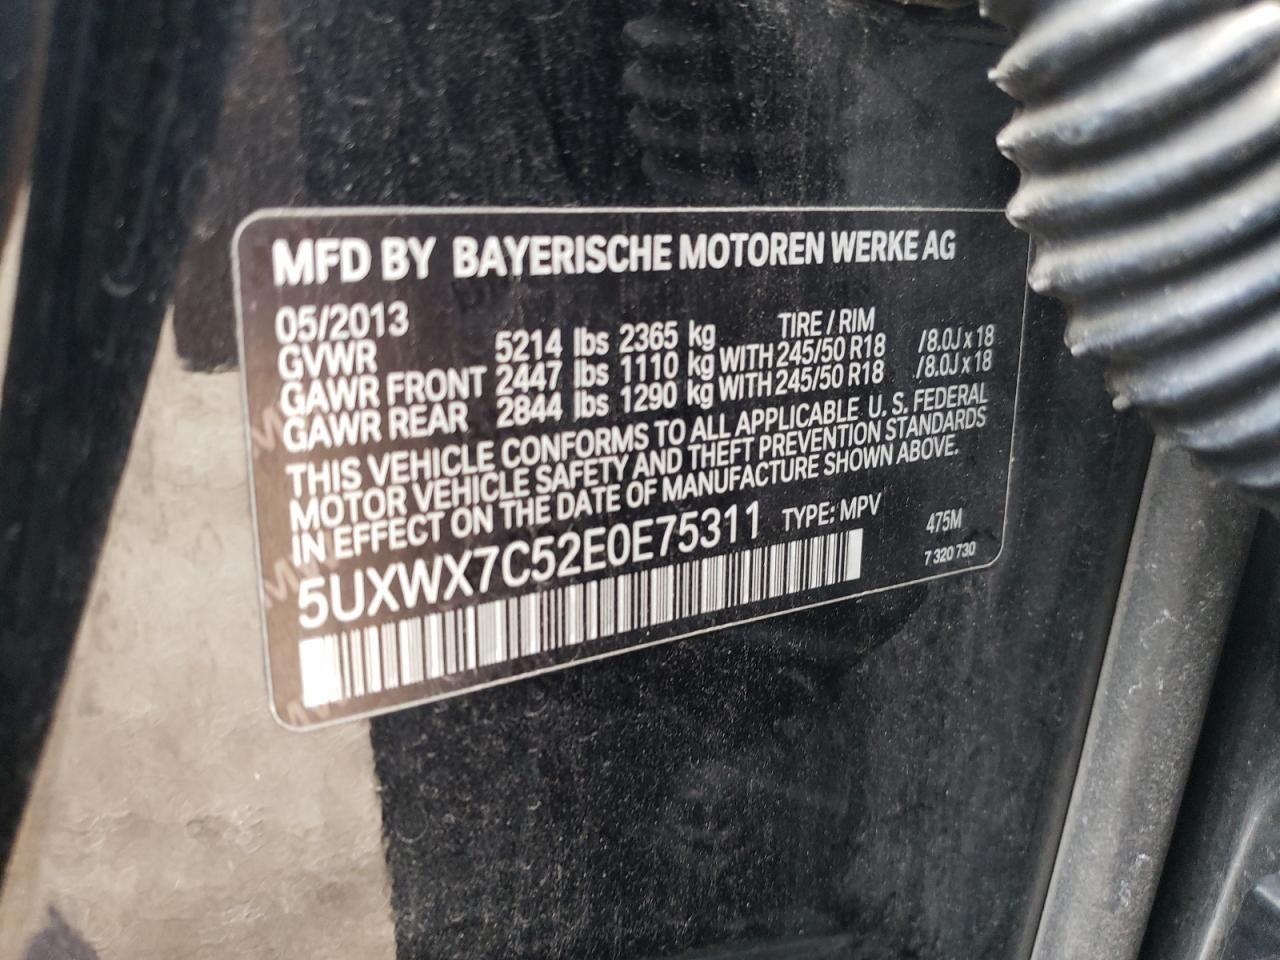 MFD BY BAYERISCHE MOTOREN WERKE AG
05/2013 TIRE / RIM
GVWR 5214 lbs 2365 kg
GAWR FRONT 2447 lbs 1110 kg WITH 245/50 R18 /8.0J x 18
GAWR REAR 2844 lbs 1290 kg WITH 245/50 R18 /8.0J x 18
THIS VEHICLE CONFORMS TO ALL APPLICABLE U. S. FEDERAL
MOTOR VEHICLE SAFETY AND THEFT PREVENTION STANDARDS
IN EFFECT ON THE DATE OF MANUFACTURE SHOWN ABOVE.
5UXWX7C52E0E75311 TYPE: MPV 475M
7 320 730